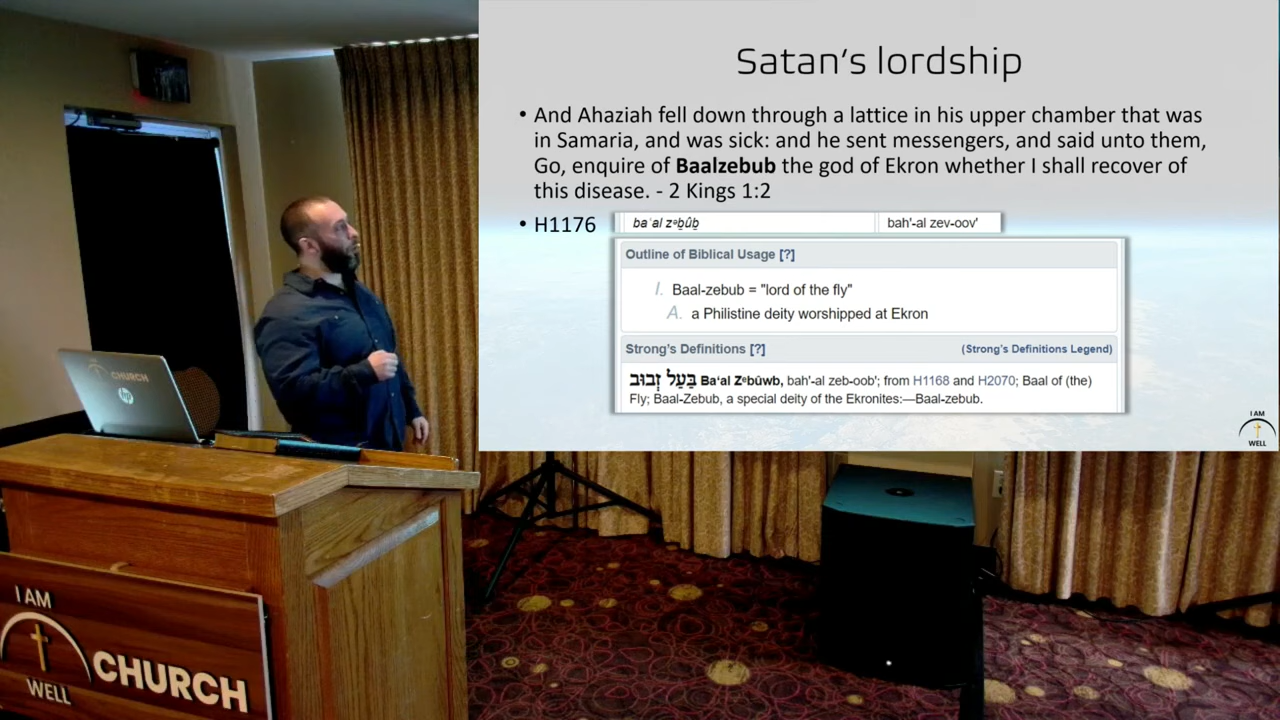 Satan's lordship
• And Ahaziah fell down through a lattice in his upper chamber that was
in Samaria, and was sick: and he sent messengers, and said unto them,
Go, enquire of Baalzebub the god of Ekron whether I shall recover of
this disease. - 2 Kings 1:2
• H1176 baʿal zᵊḇûḇ bah'-al zev-oov'
Outline of Biblical Usage [?]
I. Baal-zebub = "lord of the fly"
A. a Philistine deity worshipped at Ekron
Strong's Definitions [?] (Strong's Definitions Legend)
בַּעַל זְבוּב Baʻal Zᵉbûwb, bah'-al zeb-oob'; from H1168 and H2070; Baal of (the)
Fly; Baal-Zebub, a special deity of the Ekronites:—Baal-zebub.
I AM
WELL
CHURCH
hp
I AM
CHURCH
WELL